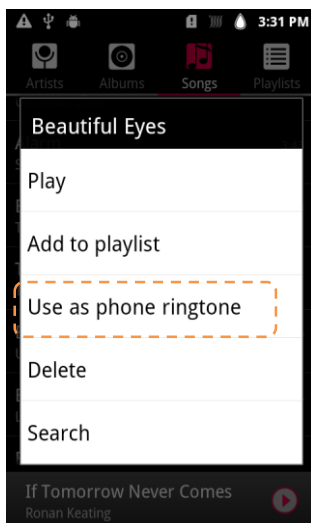 3:31 PM
Artists Albums Songs Playlists
Beautiful Eyes
Play
Add to playlist
Use as phone ringtone
Delete
Search
If Tomorrow Never Comes
Ronan Keating